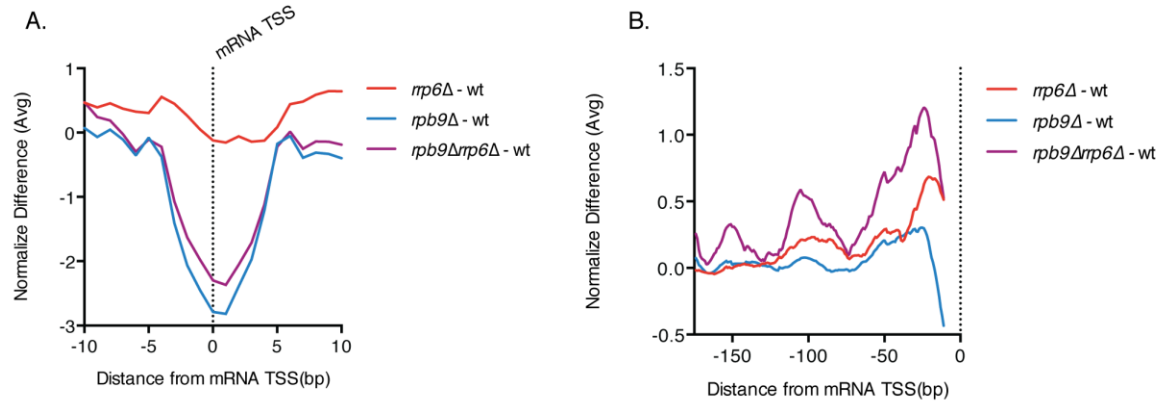 A.
mRNA TSS
Normalize Difference (Avg)
1
0
-1
-2
-3
-10
-5
0
5
10
Distance from mRNA TSS(bp)
rrp6Δ - wt
rpb9Δ - wt
rpb9Δrrp6Δ - wt
B.
Normalize Difference (Avg)
1.5
1.0
0.5
0.0
-0.5
-150
-100
-50
0
Distance from mRNA TSS(bp)
rrp6Δ - wt
rpb9Δ - wt
rpb9Δrrp6Δ - wt